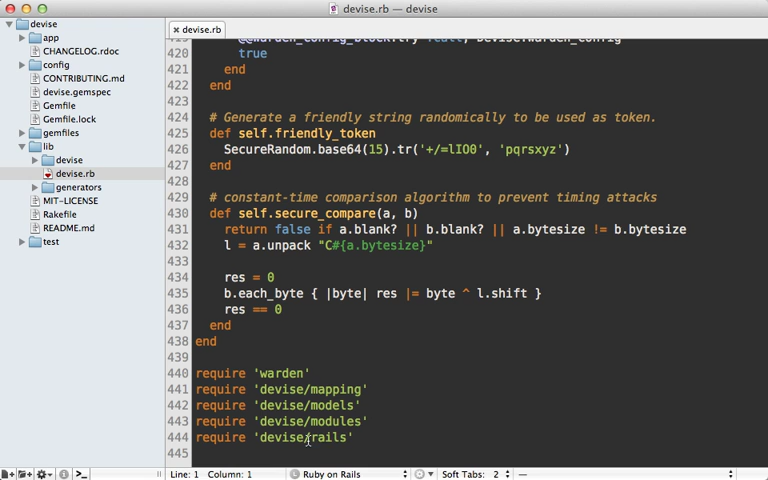 devise.rb — devise
devise
app
CHANGELOG.rdoc
config
CONTRIBUTING.md
devise.gemspec
Gemfile
Gemfile.lock
gemfiles
lib
devise
devise.rb
generators
MIT-LICENSE
Rakefile
README.md
test
devise.rb
420 true
421 end
422 end
423
424 # Generate a friendly string randomically to be used as token.
425 def self.friendly_token
426 SecureRandom.base64(15).tr('+/=lIO0', 'pqrsxyz')
427 end
428
429 # constant-time comparison algorithm to prevent timing attacks
430 def self.secure_compare(a, b)
431 return false if a.blank? || b.blank? || a.bytesize != b.bytesize
432 l = a.unpack "C#{a.bytesize}"
433
434 res = 0
435 b.each_byte { |byte| res |= byte ^ l.shift }
436 res == 0
437 end
438 end
439
440 require 'warden'
441 require 'devise/mapping'
442 require 'devise/models'
443 require 'devise/modules'
444 require 'devise/rails'
445
Line: 1 Column: 1 Ruby on Rails Soft Tabs: 2 —